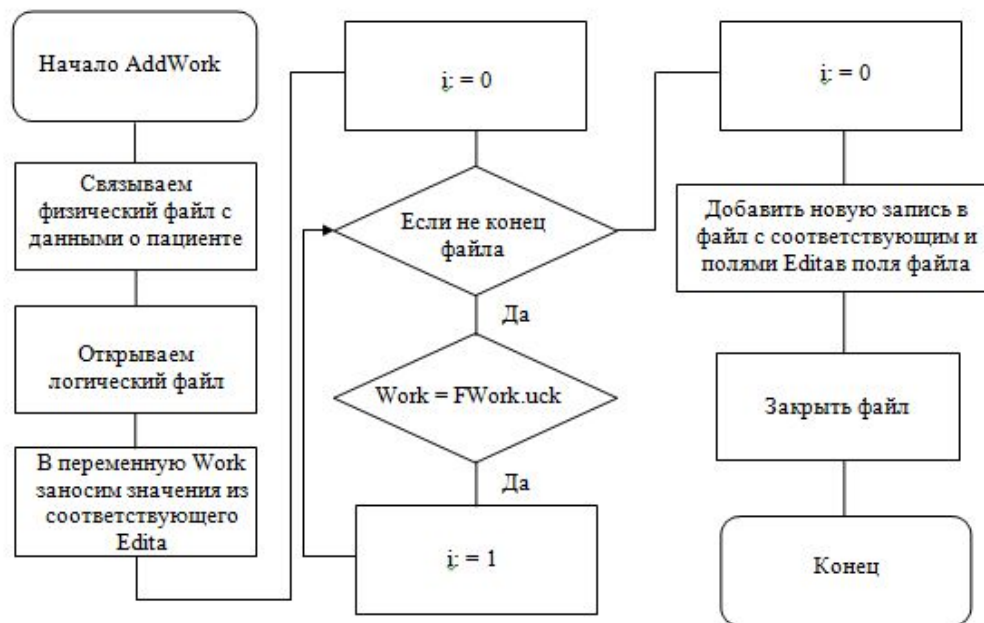 Начало AddWork
Связываем
физический файл с
данными о пациенте
Открываем
логический файл
В переменную Work
заносим значения из
соответствующего
Edita
i: = 0
Если не конец
файла
Да
Work = FWork.uck
Да
i: = 1
i: = 0
Добавить новую запись в
файл с соответствующим и
полями Editaв поля файла
Закрыть файл
Конец